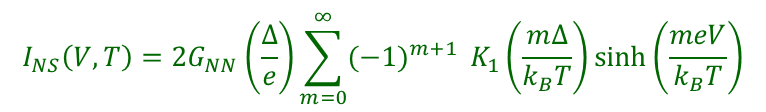 I_{NS}(V, T) = 2G_{NN} \left( \frac{\Delta}{e} \right) \sum_{m=0}^{\infty} (-1)^{m+1} K_1 \left( \frac{m\Delta}{k_B T} \right) \sinh \left( \frac{meV}{k_B T} \right)